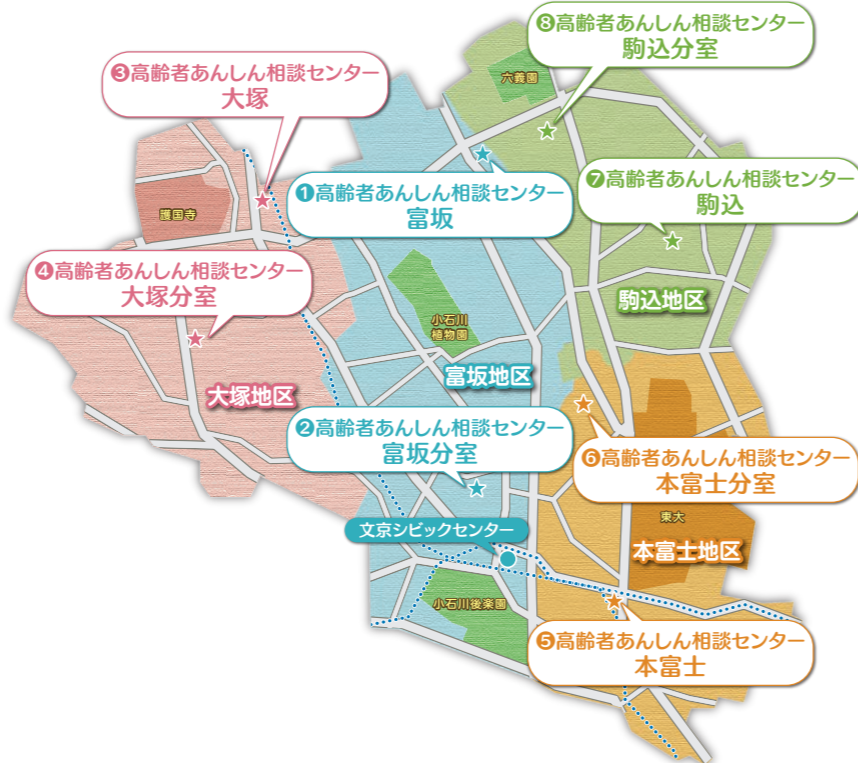 ❽高齢者あんしん相談センター
駒込分室
六義園
❸高齢者あんしん相談センター
大塚
❶高齢者あんしん相談センター
富坂
❼高齢者あんしん相談センター
駒込
護国寺
❹高齢者あんしん相談センター
大塚分室
駒込地区
小石川
植物園
富坂地区
大塚地区
❷高齢者あんしん相談センター
富坂分室
❻高齢者あんしん相談センター
本富士分室
東大
文京シビックセンター
本富士地区
小石川後楽園
❺高齢者あんしん相談センター
本富士